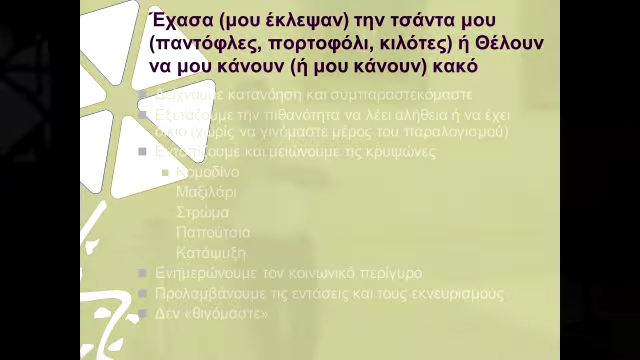 Έχασα (μου έκλεψαν) την τσάντα μου
(παντόφλες, πορτοφόλι, κιλότες) ή Θέλουν
να μου κάνουν (ή μου κάνουν) κακό
Δείχνουμε κατανόηση και συμπαραστεκόμαστε
Εξετάζουμε την πιθανότητα να λέει αλήθεια ή να έχει
δίκιο (χωρίς να γινόμαστε μέρος του παραλογισμού)
Εντοπίζουμε και μειώνουμε τις κρυψώνες
Κομοδίνο
Μαξιλάρι
Στρώμα
Παπούτσια
Κατάψυξη
Ενημερώνουμε τον κοινωνικό περίγυρο
Προλαμβάνουμε τις εντάσεις και τους εκνευρισμούς
Δεν «θιγόμαστε»